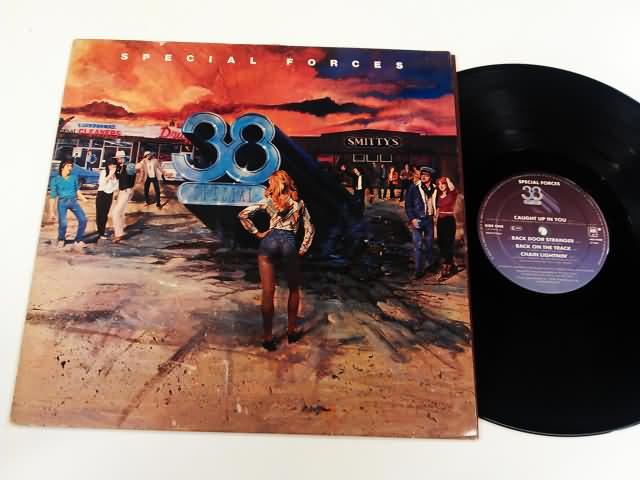 SPECIAL FORCES
CLEANERS
38
SPECIAL
SMITTY'S
SPECIAL FORCES
38
CAUGHT UP IN YOU
SIDE ONE
BACK DOOR STRANGER
BACK ON THE TRACK
CHAIN LIGHTNIN'